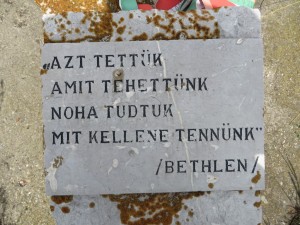 „AZT TETTÜK
AMIT TEHETTÜNK
NOHA TUDTUK
MIT KELLENE TENNÜNK”
/BETHLEN/